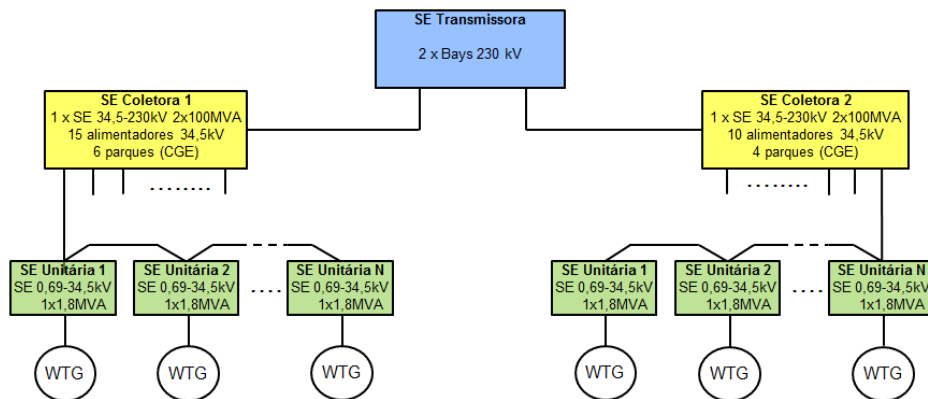 SE Transmissora
2 x Bays 230 kV
SE Coletora 1
1 x SE 34,5-230kV 2x100MVA
15 alimentadores 34,5kV
6 parques (CGE)
SE Coletora 2
1 x SE 34,5-230kV 2x100MVA
10 alimentadores 34,5kV
4 parques (CGE)
SE Unitária 1
SE 0,69-34,5kV
1x1,8MVA
SE Unitária 2
SE 0,69-34,5kV
1x1,8MVA
SE Unitária N
SE 0,69-34,5kV
1x1,8MVA
SE Unitária 1
SE 0,69-34,5kV
1x1,8MVA
SE Unitária 2
SE 0,69-34,5kV
1x1,8MVA
SE Unitária N
SE 0,69-34,5kV
1x1,8MVA
WTG
WTG
WTG
WTG
WTG
WTG